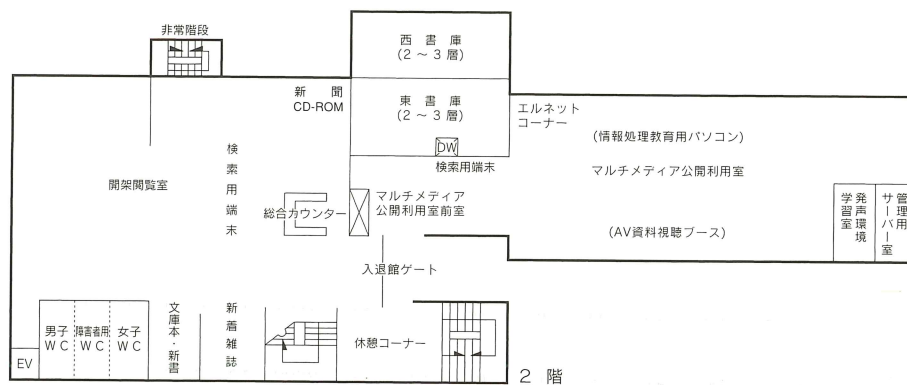 非常階段
西書庫
(2～3層)
新聞
CD-ROM
東書庫
(2～3層)
エルネット
コーナー
(情報処理教育用パソコン)
DW
検索用端末
検索用端末
マルチメディア公開利用室
開架閲覧室
総合カウンター
マルチメディア
公開利用室前室
発声環境
学習室
管理用
サーバー室
(AV資料視聴ブース)
入退館ゲート
男子
WC
障害者用
WC
女子
WC
文庫本・新書
新着雑誌
休憩コーナー
EV
2階